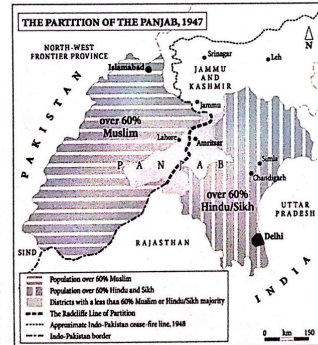 THE PARTITION OF THE PANJAB, 1947
N
NORTH-WEST
FRONTIER PROVINCE
Islamabad
Srinagar
Leh
JAMMU
AND
KASHMIR
Jammu
PAKISTAN
over 60%
Muslim
Lahore
Amritsar
PANJAB
Simla
Chandigarh
over 60%
Hindu/Sikh
UTTAR
PRADESH
Delhi
RAJASTHAN
SIND
INDIA
Population over 60% Muslim
Population over 60% Hindu and Sikh
Districts with a less than 60% Muslim or Hindu/Sikh majority
The Radcliffe Line of Partition
Approximate Indo-Pakistan cease-fire line, 1948
Indo-Pakistan border
0 km 150